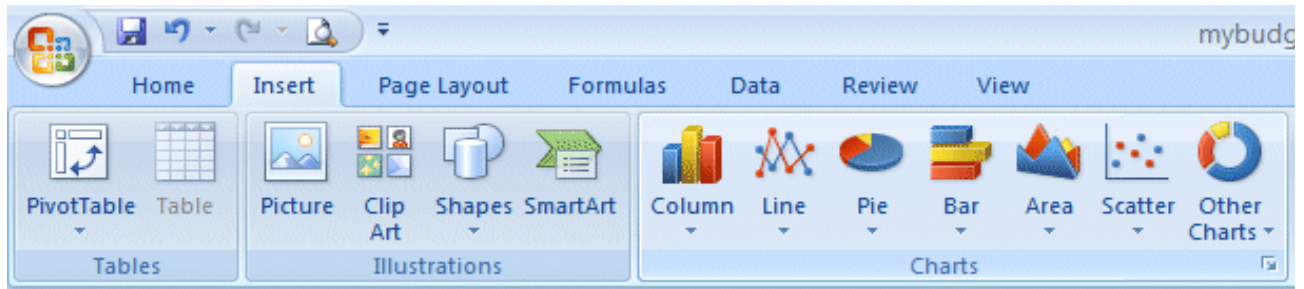 mybudg
Home Insert Page Layout Formulas Data Review View
PivotTable Table Picture Clip Art Shapes SmartArt Column Line Pie Bar Area Scatter Other Charts
Tables Illustrations Charts